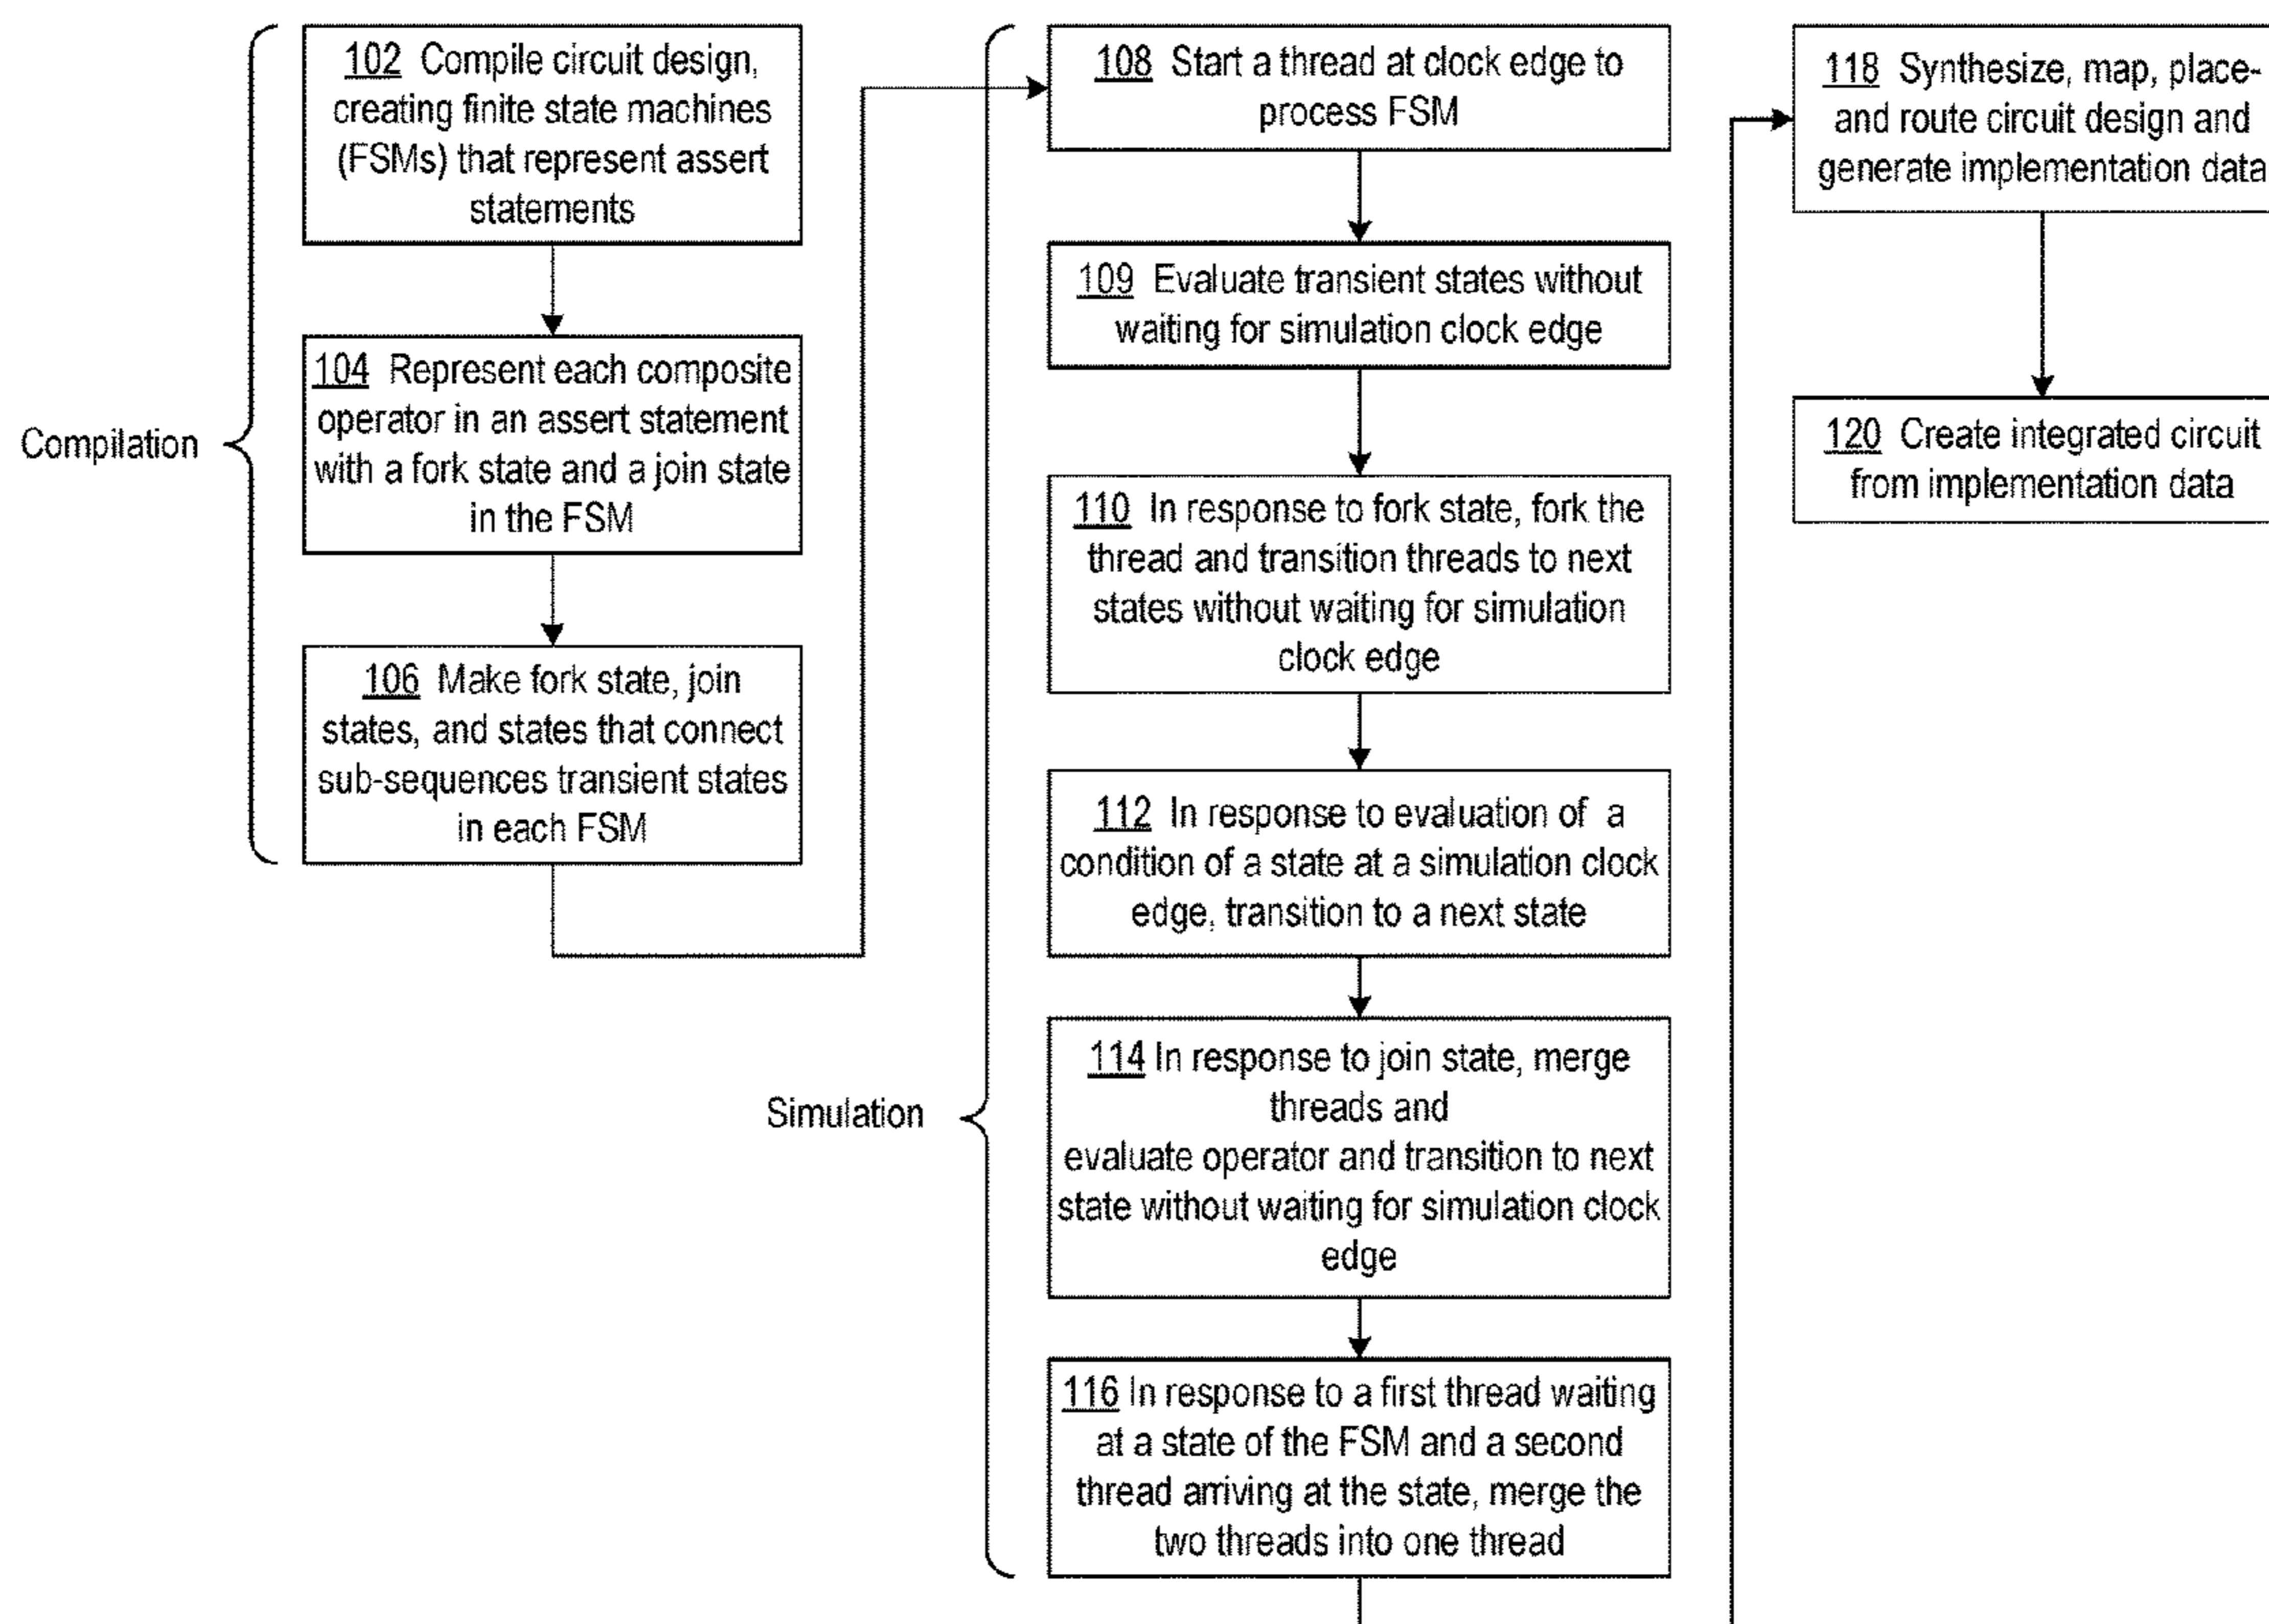 102 Compile circuit design,
creating finite state machines
(FSMs) that represent assert
statements
104 Represent each composite
operator in an assert statement
with a fork state and a join state
in the FSM
106 Make fork state, join
states, and states that connect
sub-sequences transient states
in each FSM
Compilation
108 Start a thread at clock edge to
process FSM
109 Evaluate transient states without
waiting for simulation clock edge
110 In response to fork state, fork the
thread and transition threads to next
states without waiting for simulation
clock edge
112 In response to evaluation of a
condition of a state at a simulation clock
edge, transition to a next state
114 In response to join state, merge
threads and
evaluate operator and transition to next
state without waiting for simulation clock
edge
116 In response to a first thread waiting
at a state of the FSM and a second
thread arriving at the state, merge the
two threads into one thread
Simulation
118 Synthesize, map, place-
and route circuit design and
generate implementation data
120 Create integrated circuit
from implementation data